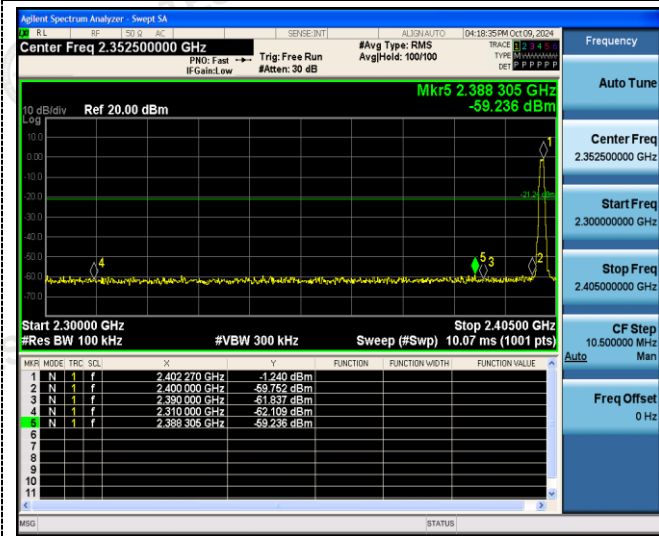 Agilent Spectrum Analyzer - Swept SA
RL RF 50 Ω AC SENSE:INT ALIGN AUTO 04:18:35 PM Oct 09, 2024
Center Freq 2.352500000 GHz
PNO: Fast
IFGain:Low
Trig: Free Run
#Atten: 30 dB
#Avg Type: RMS
Avg|Hold: 100/100
TRACE 1 2 3 4 5 6
TYPE M
DET P P P P P P
Mkr5 2.388 305 GHz
-59.236 dBm
10 dB/div Ref 20.00 dBm
Log
10.0
0.00
-10.0
-20.0
-30.0
-40.0
-50.0
-60.0
-70.0
1
4
5
3
2
Start 2.30000 GHz Stop 2.40500 GHz
#Res BW 100 kHz #VBW 300 kHz Sweep (#Swp) 10.07 ms (1001 pts)
MKR MODE TRC SCL X Y FUNCTION FUNCTION WIDTH FUNCTION VALUE
1 N 1 f 2.402 270 GHz -1.240 dBm
2 N 1 f 2.400 000 GHz -59.752 dBm
3 N 1 f 2.390 000 GHz -61.837 dBm
4 N 1 f 2.310 000 GHz -62.109 dBm
5 N 1 f 2.388 305 GHz -59.236 dBm
6
7
8
9
10
11
MSG STATUS
Frequency
Auto Tune
Center Freq
2.352500000 GHz
Start Freq
2.300000000 GHz
Stop Freq
2.405000000 GHz
CF Step
10.500000 MHz
Auto Man
Freq Offset
0 Hz